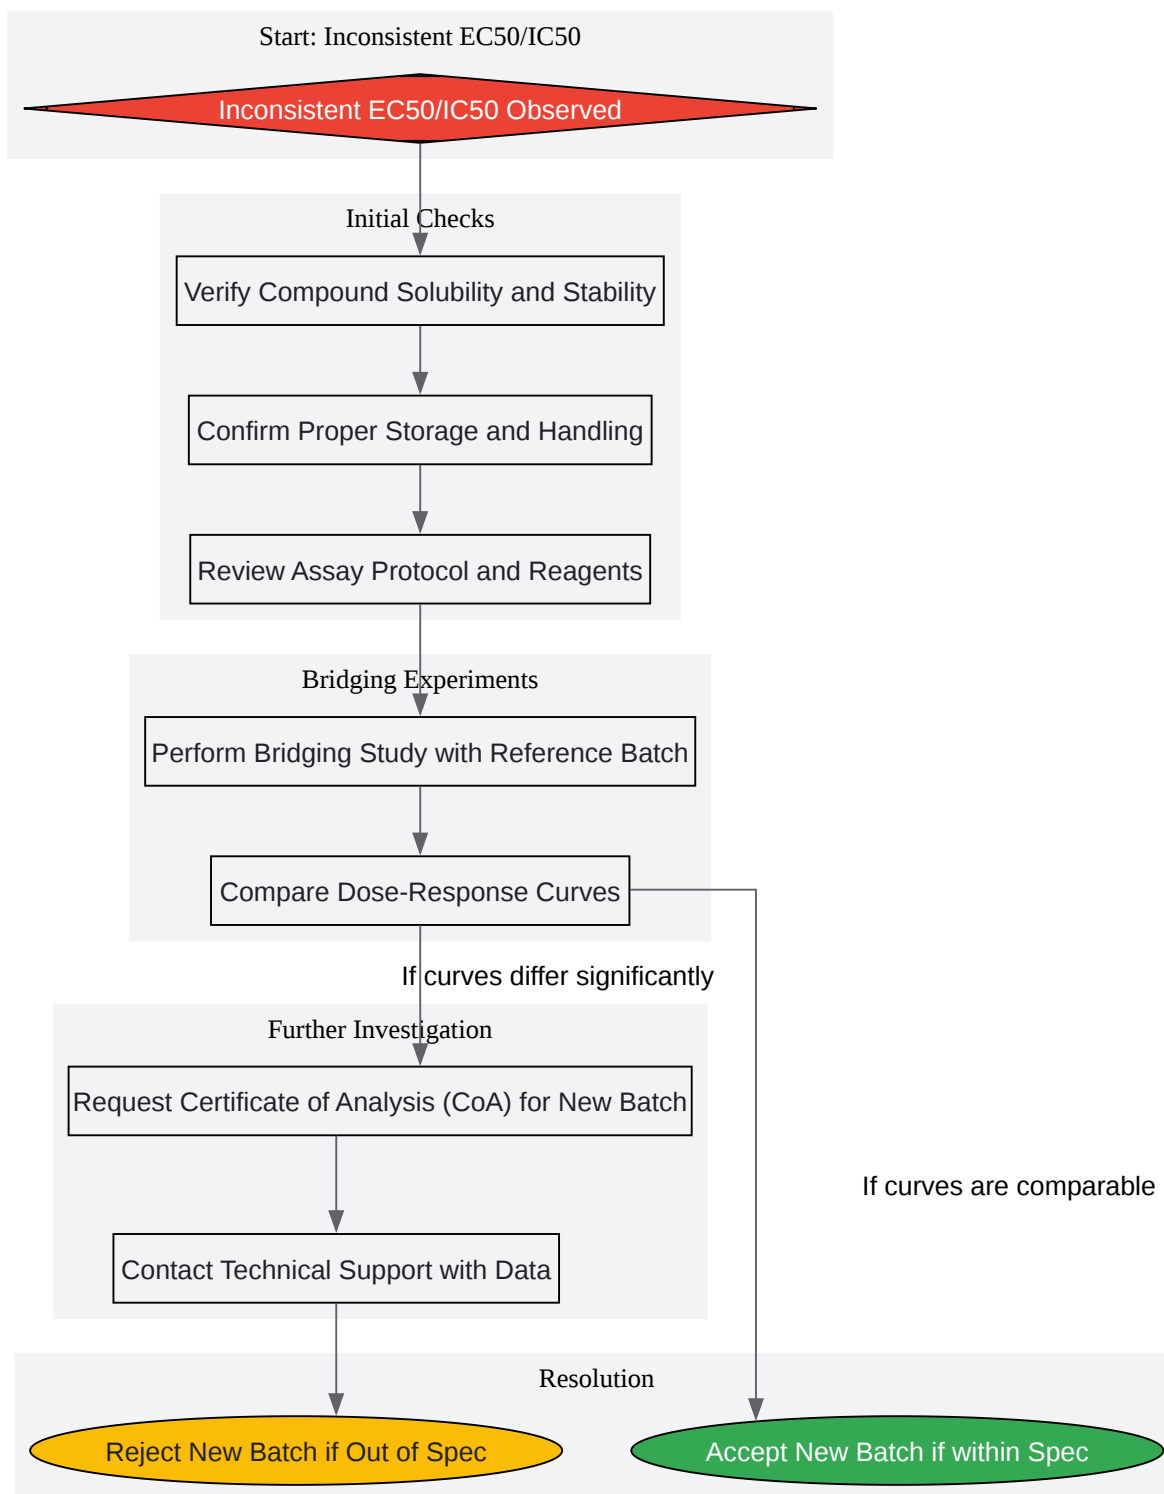 Start: Inconsistent EC50/IC50
Inconsistent EC50/IC50 Observed
Initial Checks
Verify Compound Solubility and Stability
Confirm Proper Storage and Handling
Review Assay Protocol and Reagents
Bridging Experiments
Perform Bridging Study with Reference Batch
Compare Dose-Response Curves
If curves differ significantly
Further Investigation
Request Certificate of Analysis (CoA) for New Batch
If curves are comparable
Contact Technical Support with Data
Resolution
Reject New Batch if Out of Spec
Accept New Batch if within Spec